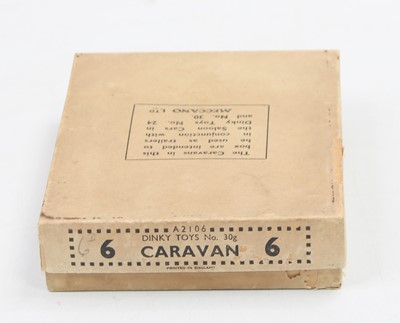 The Caravans in this
box are intended to
be used as trailers
in conjunction with
the Saloon Cars in
Dinky Toys No. 24
and No. 30.
MECCANO LTD
A2106
DINKY TOYS No. 30g
6 CARAVAN 6
PRINTED IN ENGLAND